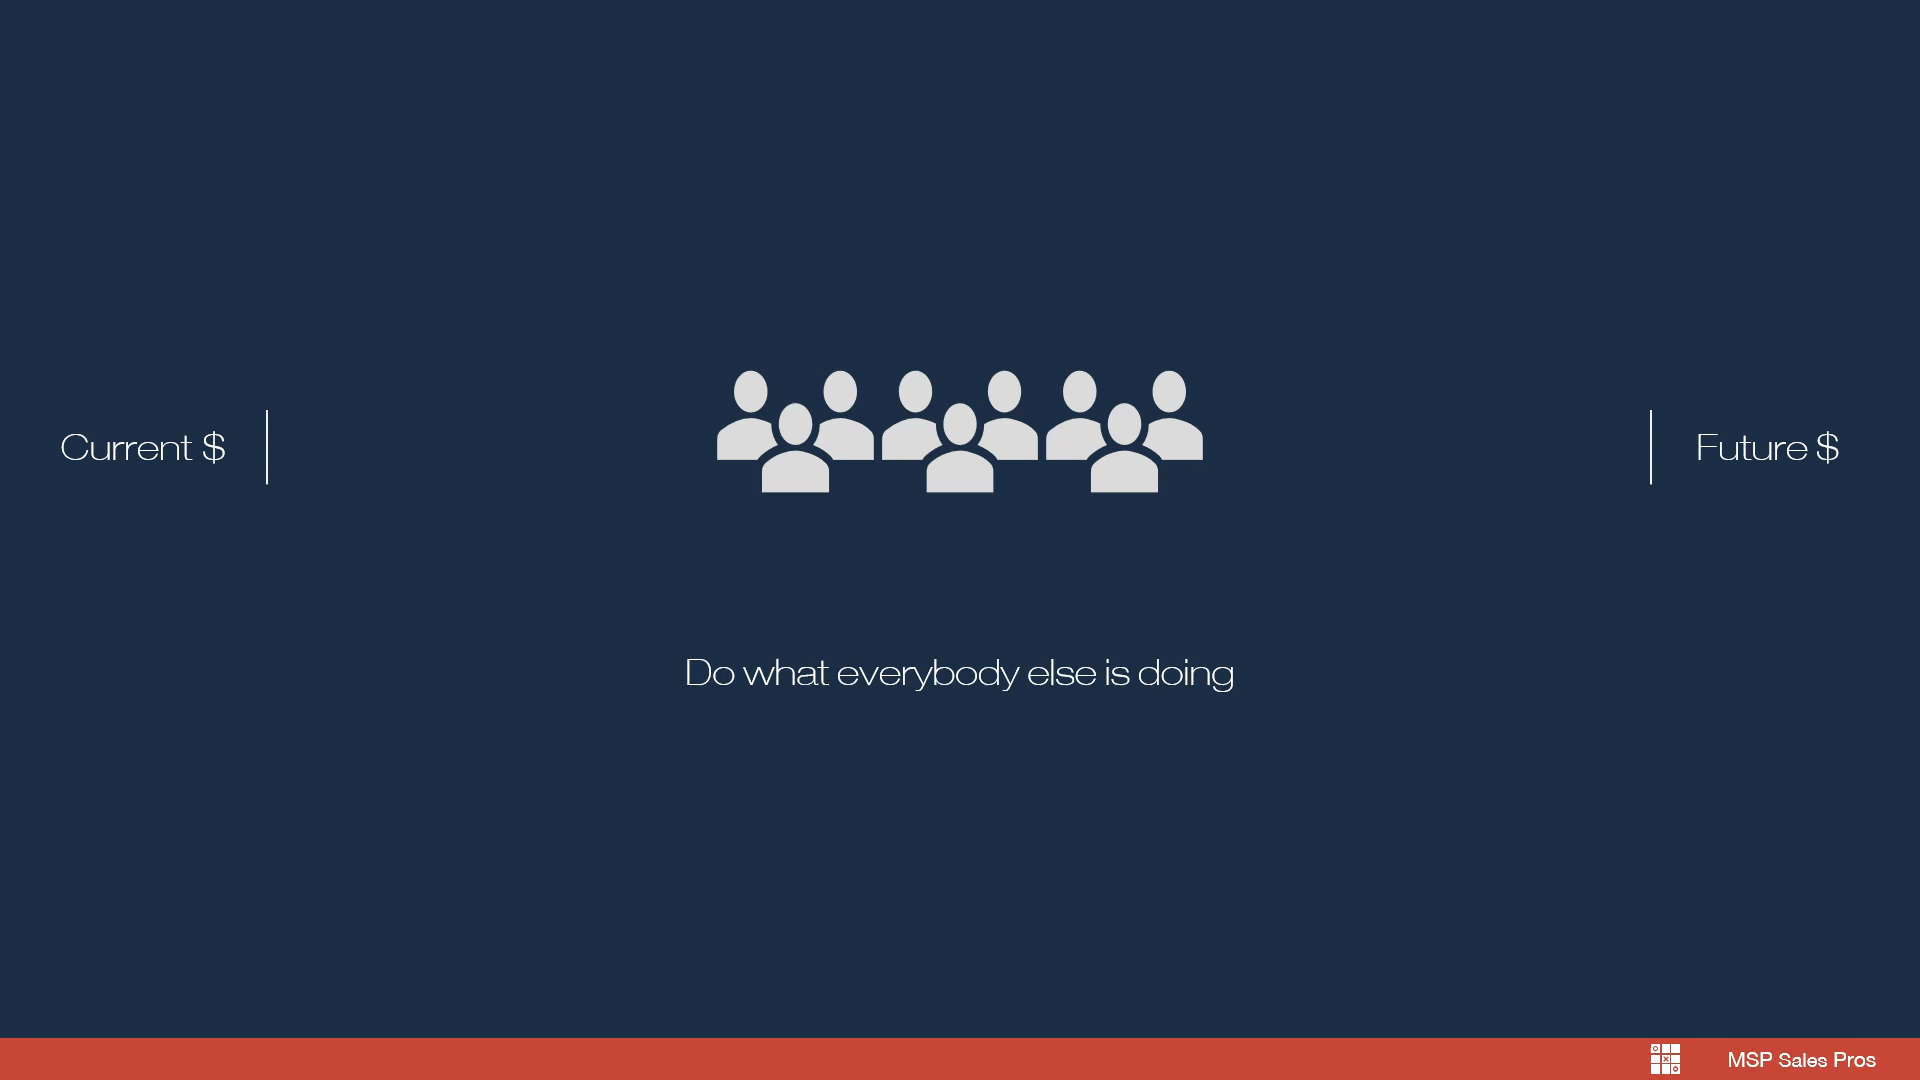 Current $
Future $
Do what everybody else is doing
MSP Sales Pros